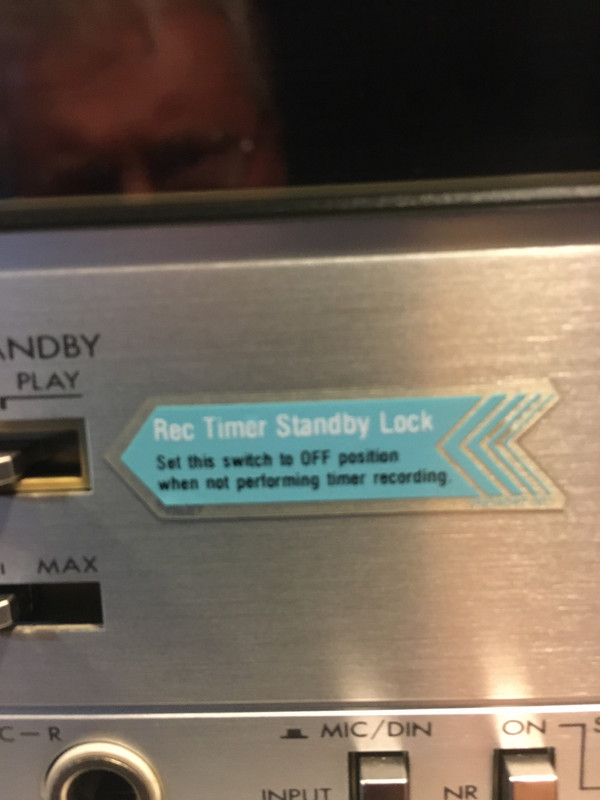 PLAY
Rec Timer Standby Lock
Set this switch to OFF position
when not performing timer recording.
MAX
MIC/DIN
ON
INPUT
NR